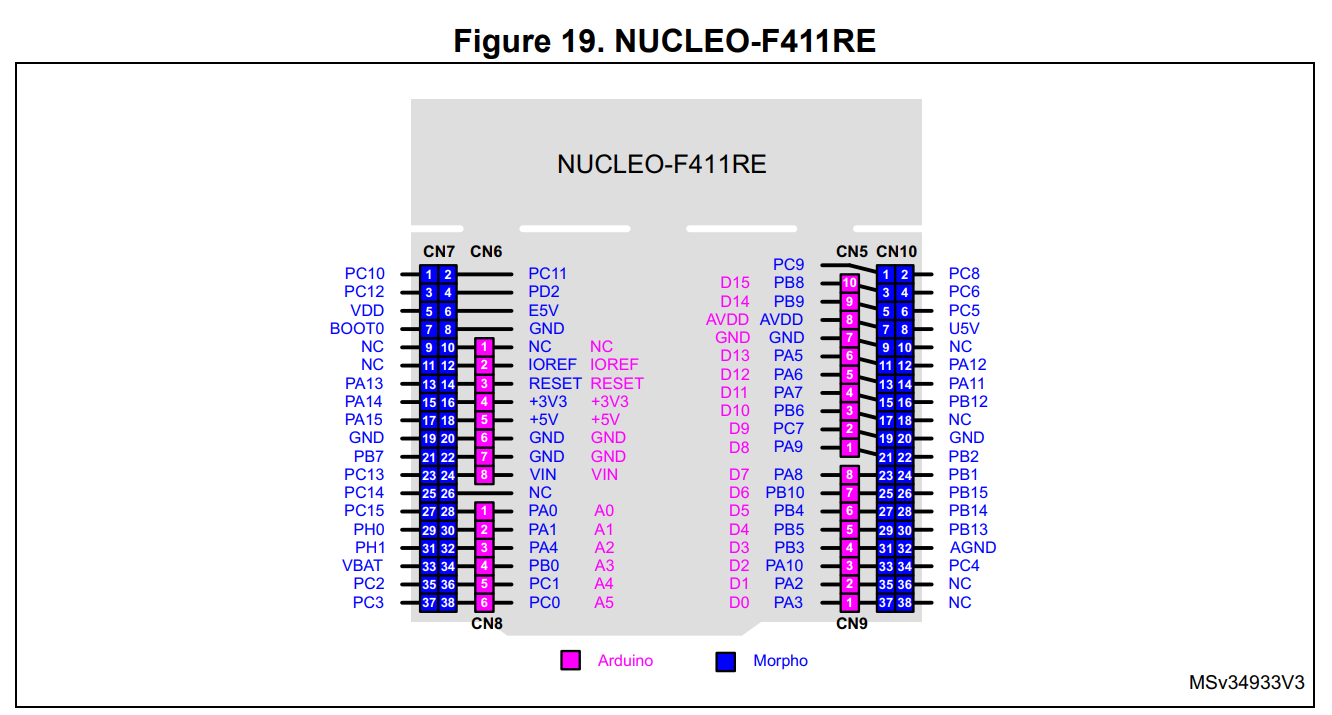 Figure 19. NUCLEO-F411RE
NUCLEO-F411RE
CN7 CN6 CN5 CN10
PC9
PC10 1 2 PC11 1 2 PC8
D15 PB8 10
PC12 3 4 PD2 3 4 PC6
D14 PB9 9
VDD 5 6 E5V 5 6 PC5
AVDD AVDD 8
BOOT0 7 8 GND 7 8 U5V
GND GND 7
NC 9 10 1 NC NC 9 10 NC
D13 PA5 6
NC 11 12 2 IOREF IOREF 11 12 PA12
D12 PA6 5
PA13 13 14 3 RESET RESET 13 14 PA11
D11 PA7 4
PA14 15 16 4 +3V3 +3V3 15 16 PB12
D10 PB6 3
PA15 17 18 5 +5V +5V 17 18 NC
D9 PC7 2
GND 19 20 6 GND GND 19 20 GND
D8 PA9 1
PB7 21 22 7 GND GND 21 22 PB2
PC13 23 24 8 VIN VIN D7 PA8 8 23 24 PB1
PC14 25 26 NC D6 PB10 7 25 26 PB15
PC15 27 28 1 PA0 A0 D5 PB4 6 27 28 PB14
PH0 29 30 2 PA1 A1 D4 PB5 5 29 30 PB13
PH1 31 32 3 PA4 A2 D3 PB3 4 31 32 AGND
VBAT 33 34 4 PB0 A3 D2 PA10 3 33 34 PC4
PC2 35 36 5 PC1 A4 D1 PA2 2 35 36 NC
PC3 37 38 6 PC0 A5 D0 PA3 1 37 38 NC
CN8 CN9
Arduino Morpho
MSv34933V3